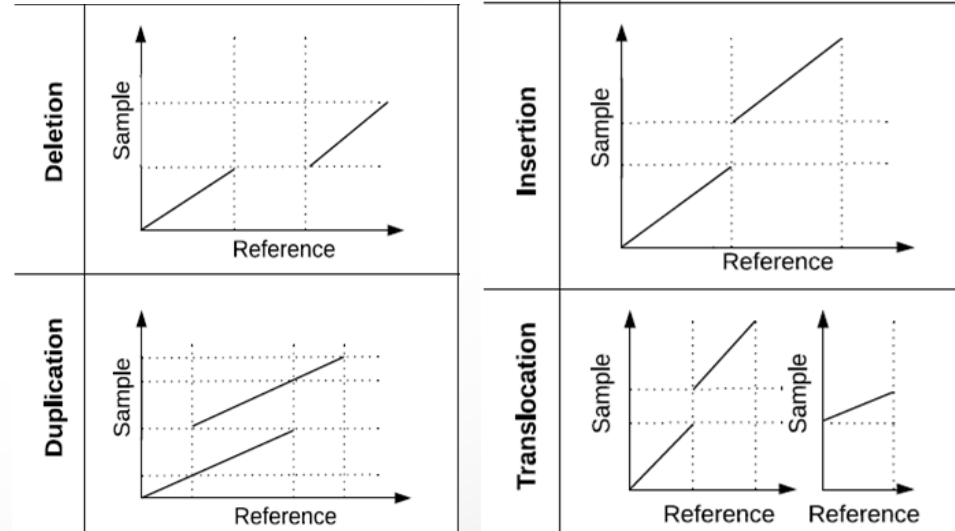 Deletion
Sample
Reference
Insertion
Sample
Reference
Duplication
Sample
Reference
Translocation
Sample
Reference
Sample
Reference